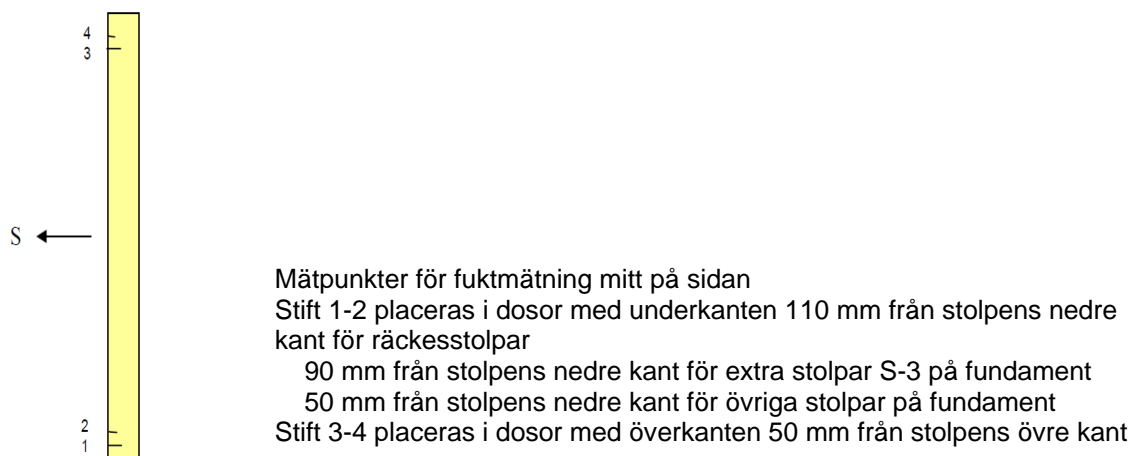 4
3
S
Mätpunkter för fuktmätning mitt på sidan
Stift 1-2 placeras i dosor med underkanten 110 mm från stolpens nedre
kant för räckesstolpar
90 mm från stolpens nedre kant för extra stolpar S-3 på fundament
50 mm från stolpens nedre kant för övriga stolpar på fundament
Stift 3-4 placeras i dosor med överkanten 50 mm från stolpens övre kant
2
1